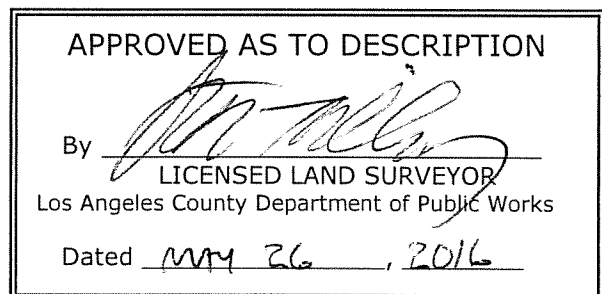 APPROVED AS TO DESCRIPTION
By
LICENSED LAND SURVEYOR
Los Angeles County Department of Public Works
Dated MAY 26, 2016